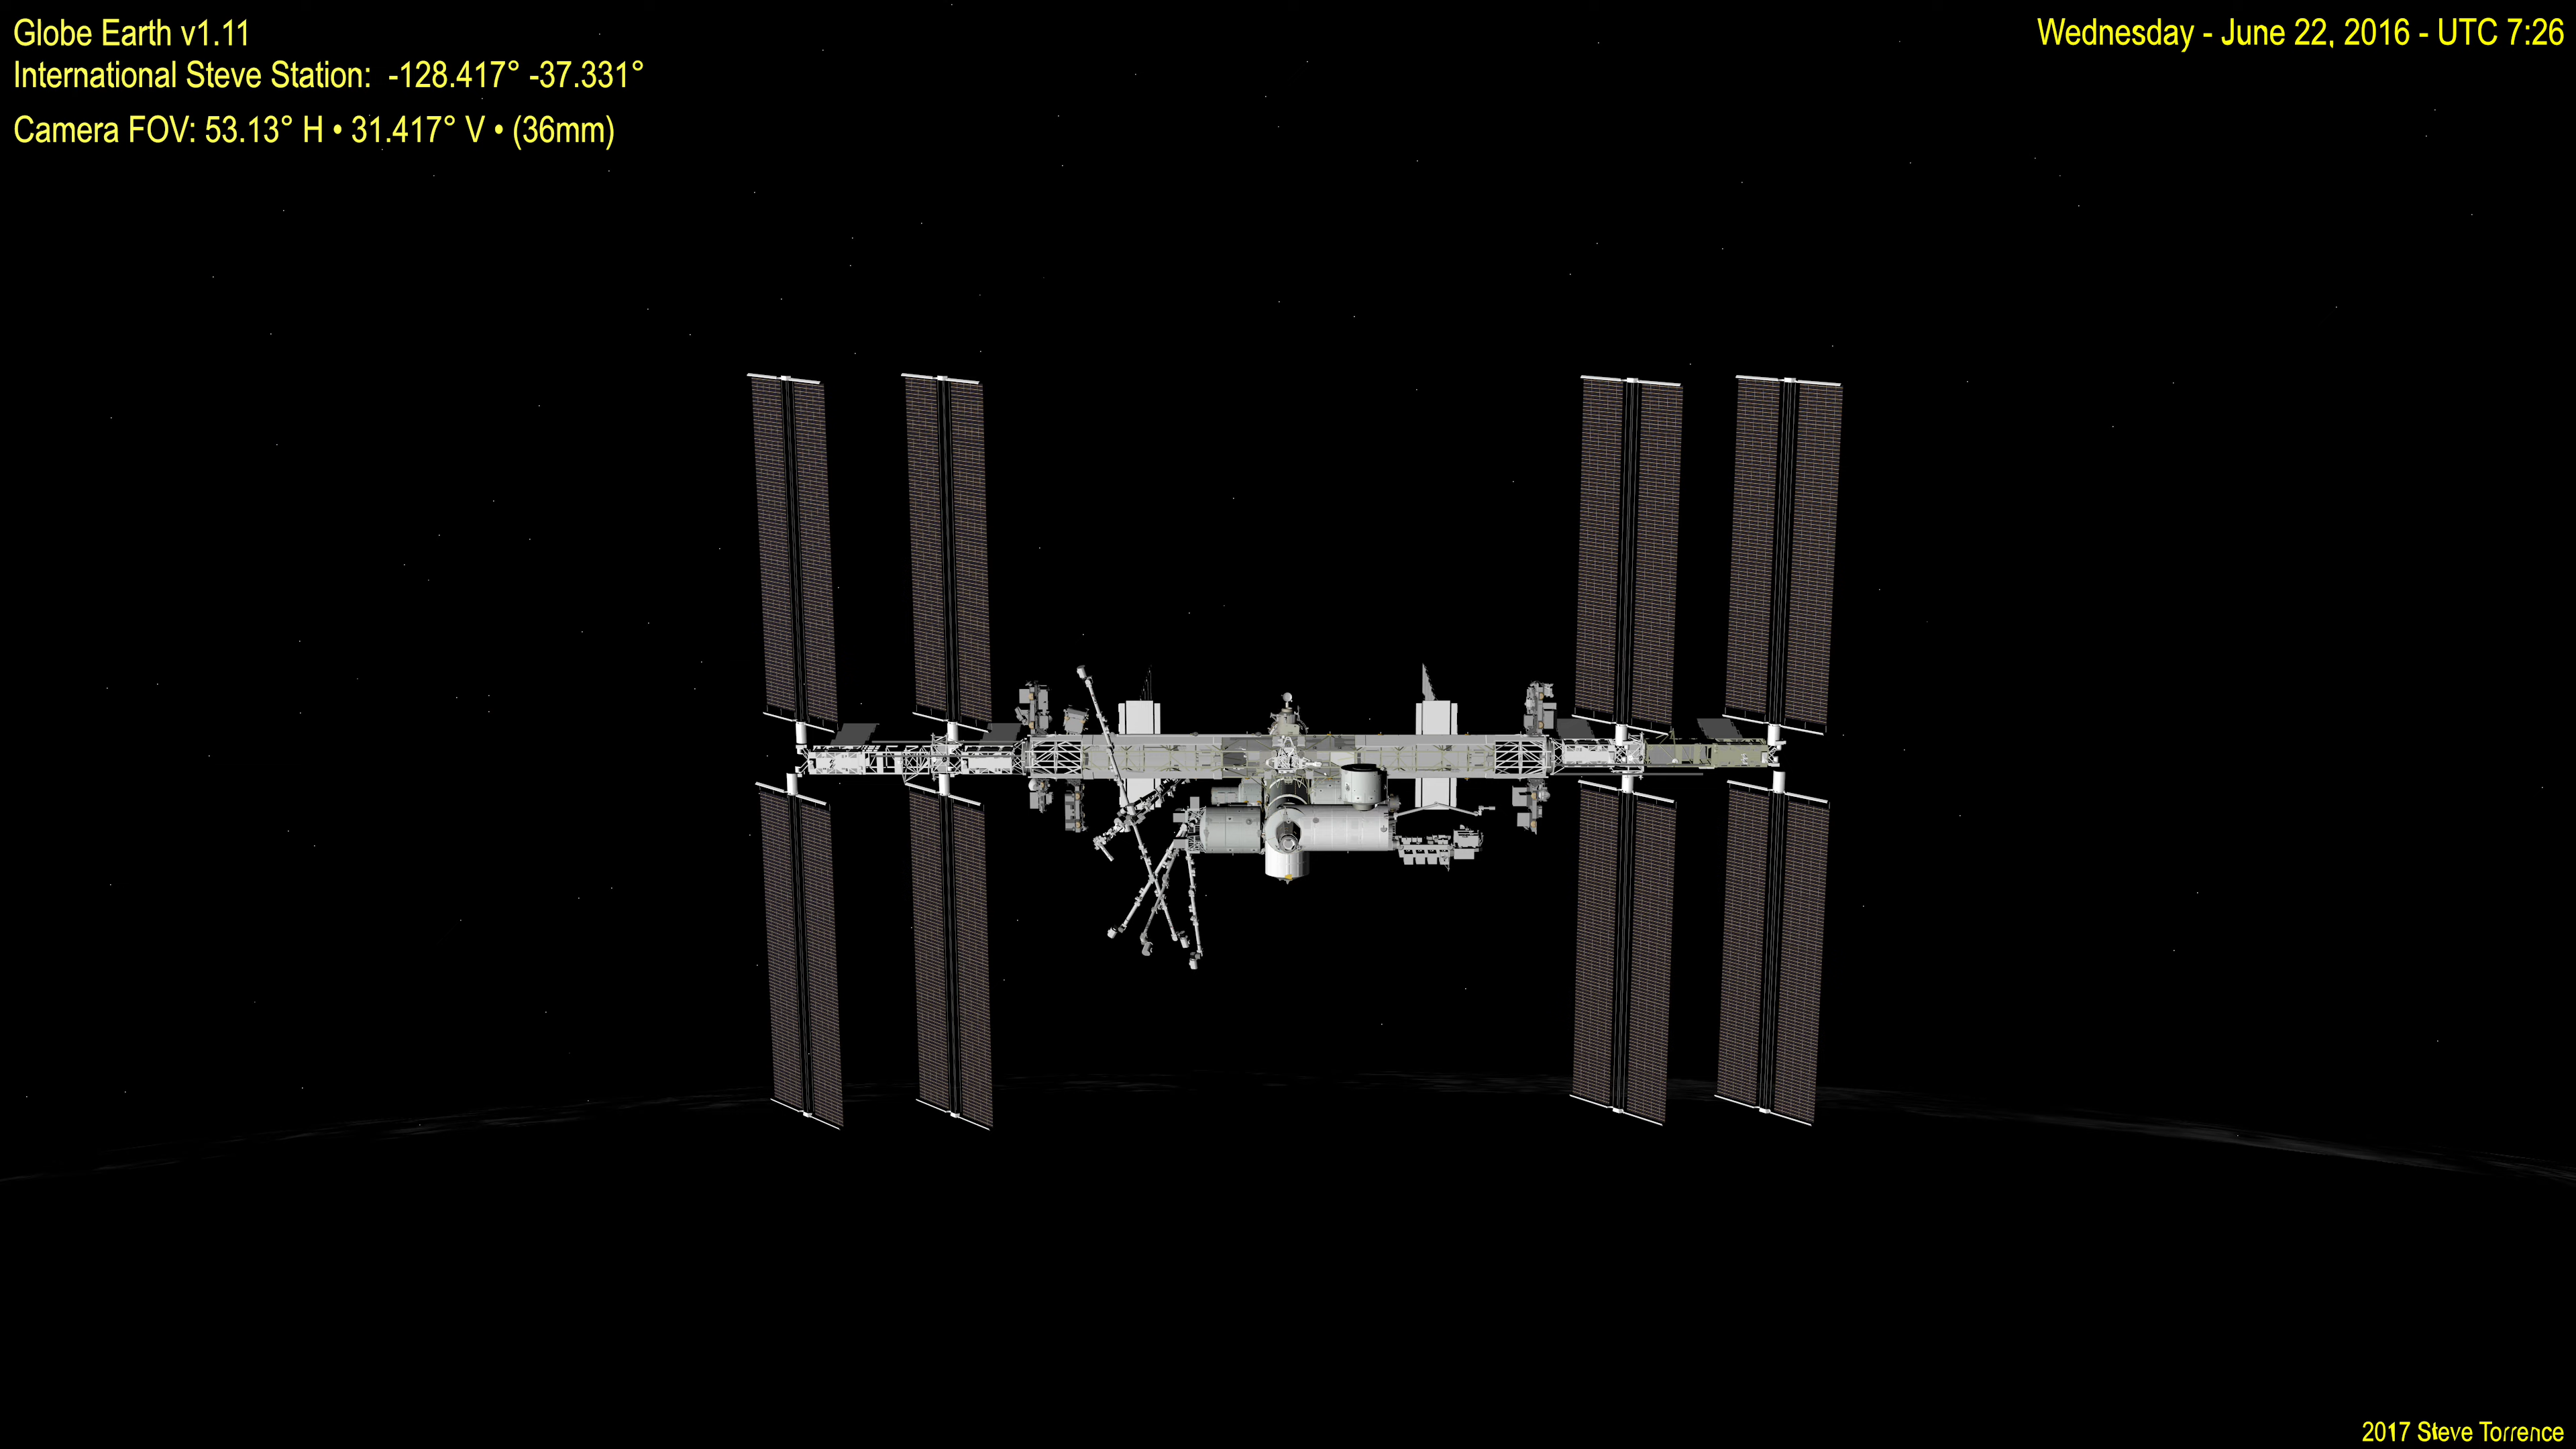 Globe Earth v1.11
Wednesday - June 22, 2016 - UTC 7:26
International Steve Station:  -128.417° -37.331°
Camera FOV: 53.13° H • 31.417° V • (36mm)
2017 Steve Torrence